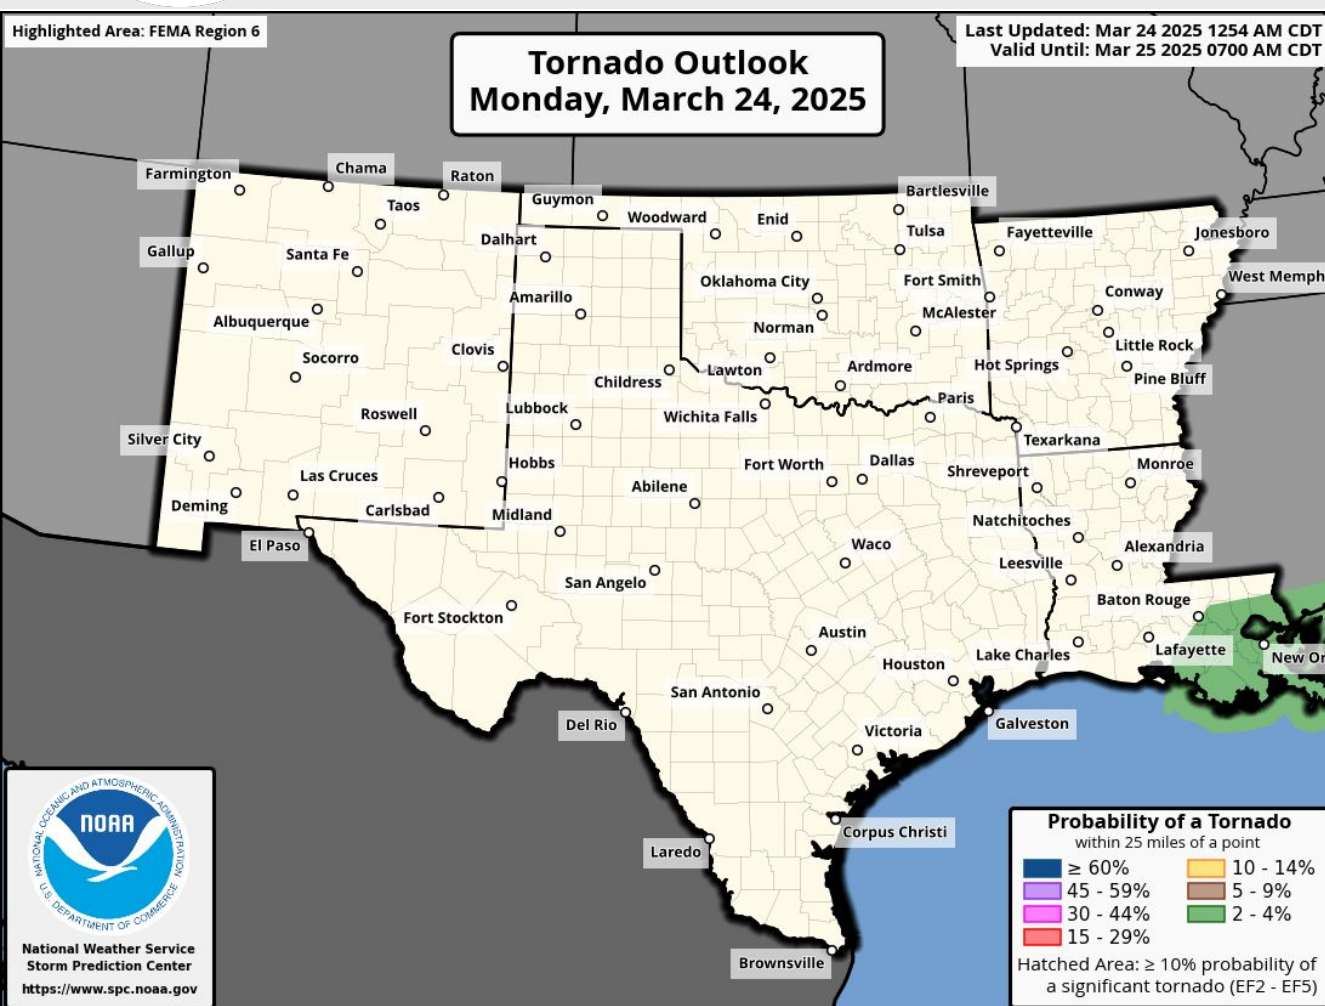 Highlighted Area: FEMA Region 6
Last Updated: Mar 24 2025 1254 AM CDT
Valid Until: Mar 25 2025 0700 AM CDT
Tornado Outlook
Monday, March 24, 2025
Farmington
Chama
Raton
Taos
Guymon
Woodward
Enid
Bartlesville
Tulsa
Fayetteville
Jonesboro
Gallup
Santa Fe
Dalhart
Oklahoma City
Fort Smith
Conway
West Memph
Amarillo
Albuquerque
Norman
McAlester
Little Rock
Socorro
Clovis
Childress
Lawton
Ardmore
Hot Springs
Pine Bluff
Roswell
Lubbock
Wichita Falls
Paris
Silver City
Texarkana
Las Cruces
Hobbs
Abilene
Fort Worth
Dallas
Shreveport
Monroe
Deming
Carlsbad
Midland
Natchitoches
El Paso
San Angelo
Waco
Leesville
Alexandria
Fort Stockton
Baton Rouge
Austin
Houston
Lake Charles
Lafayette
New Or
San Antonio
Del Rio
Victoria
Galveston
Corpus Christi
Laredo
Brownsville
NATIONAL OCEANIC AND ATMOSPHERIC ADMINISTRATION
NOAA
U.S. DEPARTMENT OF COMMERCE
National Weather Service
Storm Prediction Center
https://www.spc.noaa.gov
Probability of a Tornado
within 25 miles of a point
≥ 60%
10 - 14%
45 - 59%
5 - 9%
30 - 44%
2 - 4%
15 - 29%
Hatched Area: ≥ 10% probability of
a significant tornado (EF2 - EF5)